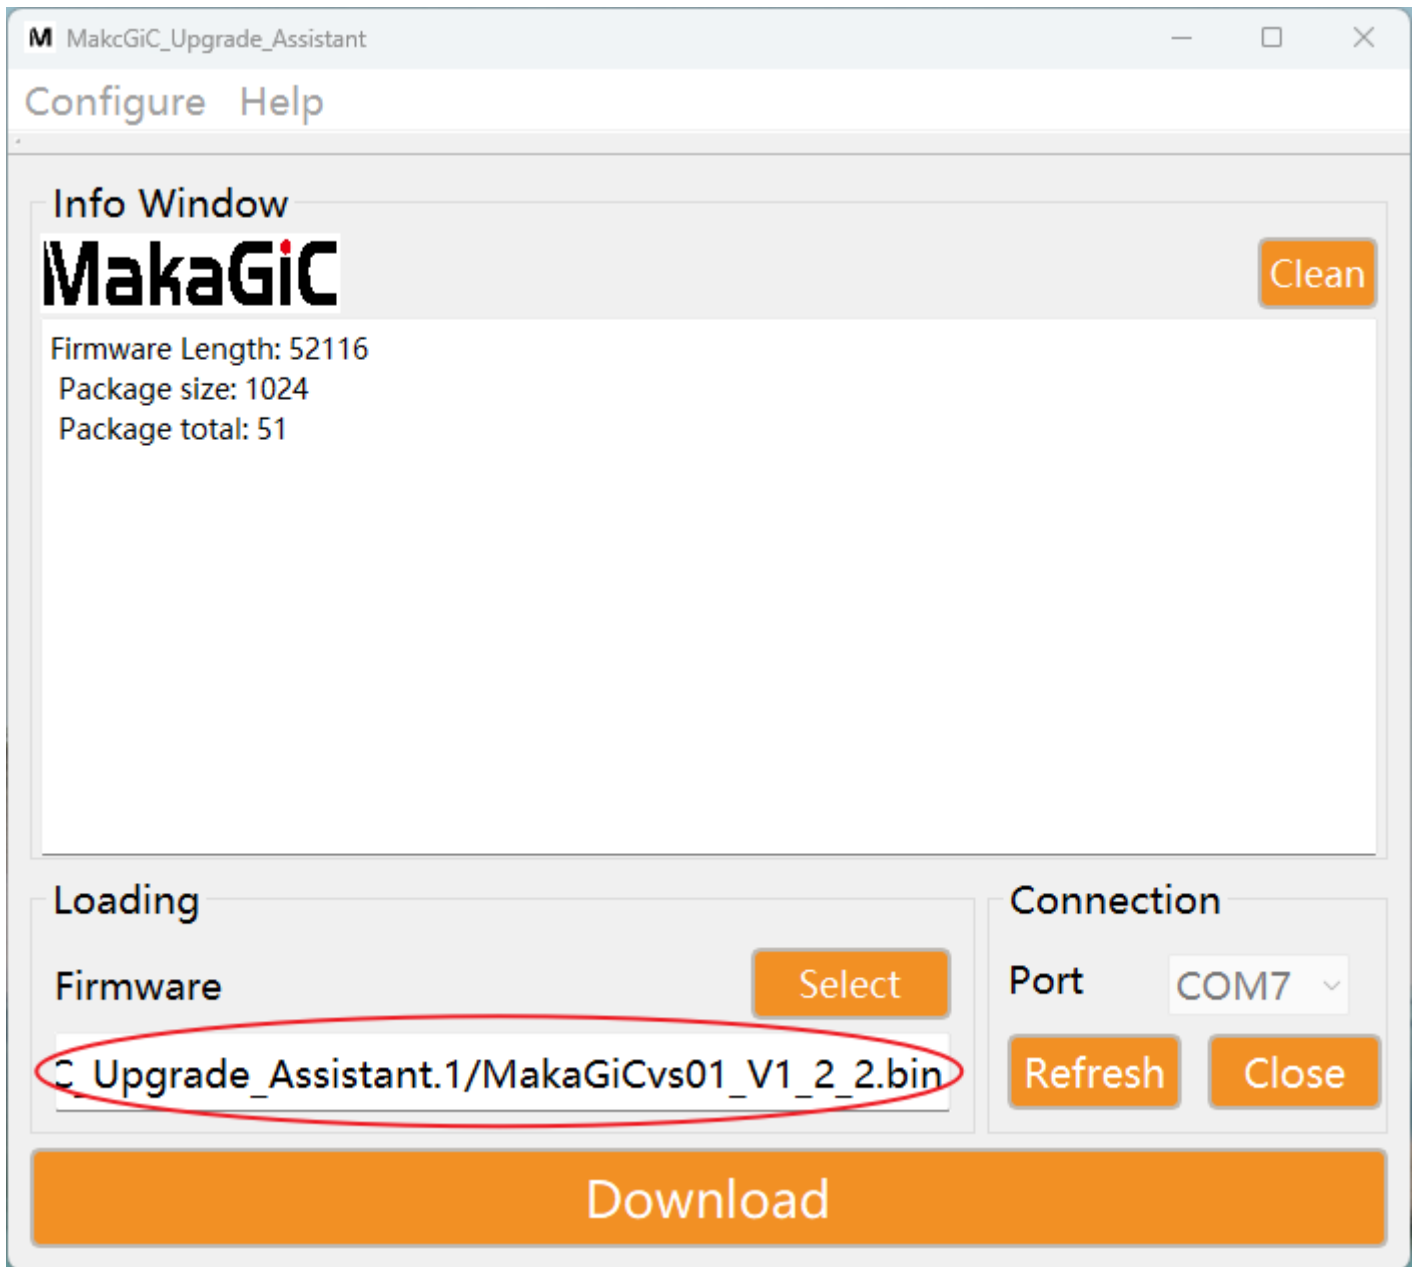 M MakcGiC_Upgrade_Assistant
Configure Help
Info Window
MakaGiC
Clean
Firmware Length: 52116
Package size: 1024
Package total: 51
Loading
Connection
Firmware
Select
Port
COM7
_Upgrade_Assistant.1/MakaGiCvs01_V1_2_2.bin
Refresh
Close
Download